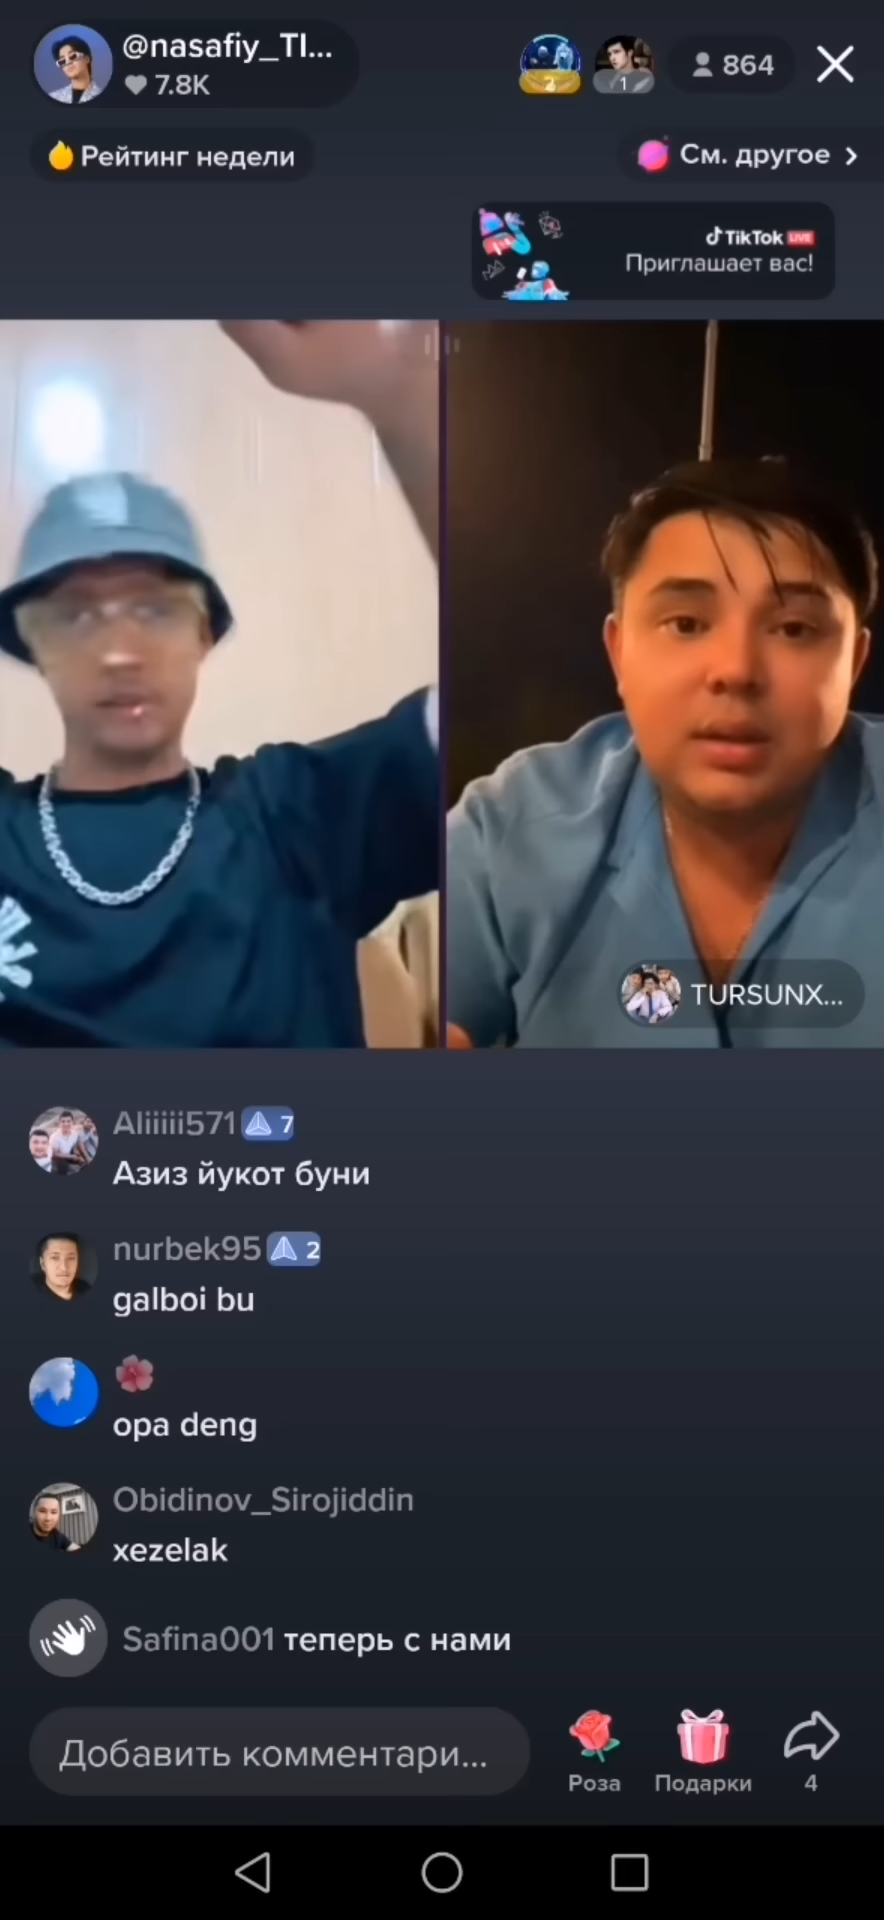 @nasafiy_TI...
7.8K
2
1
864
Рейтинг недели
См. другое
TikTok LIVE
Приглашает вас!
TURSUNX...
Aliiiii571 7
Азиз йукот буни
nurbek95 2
galboi bu
opa deng
Obidinov_Sirojiddin
xezelak
Safina001 теперь с нами
Добавить комментари...
Роза
Подарки
4